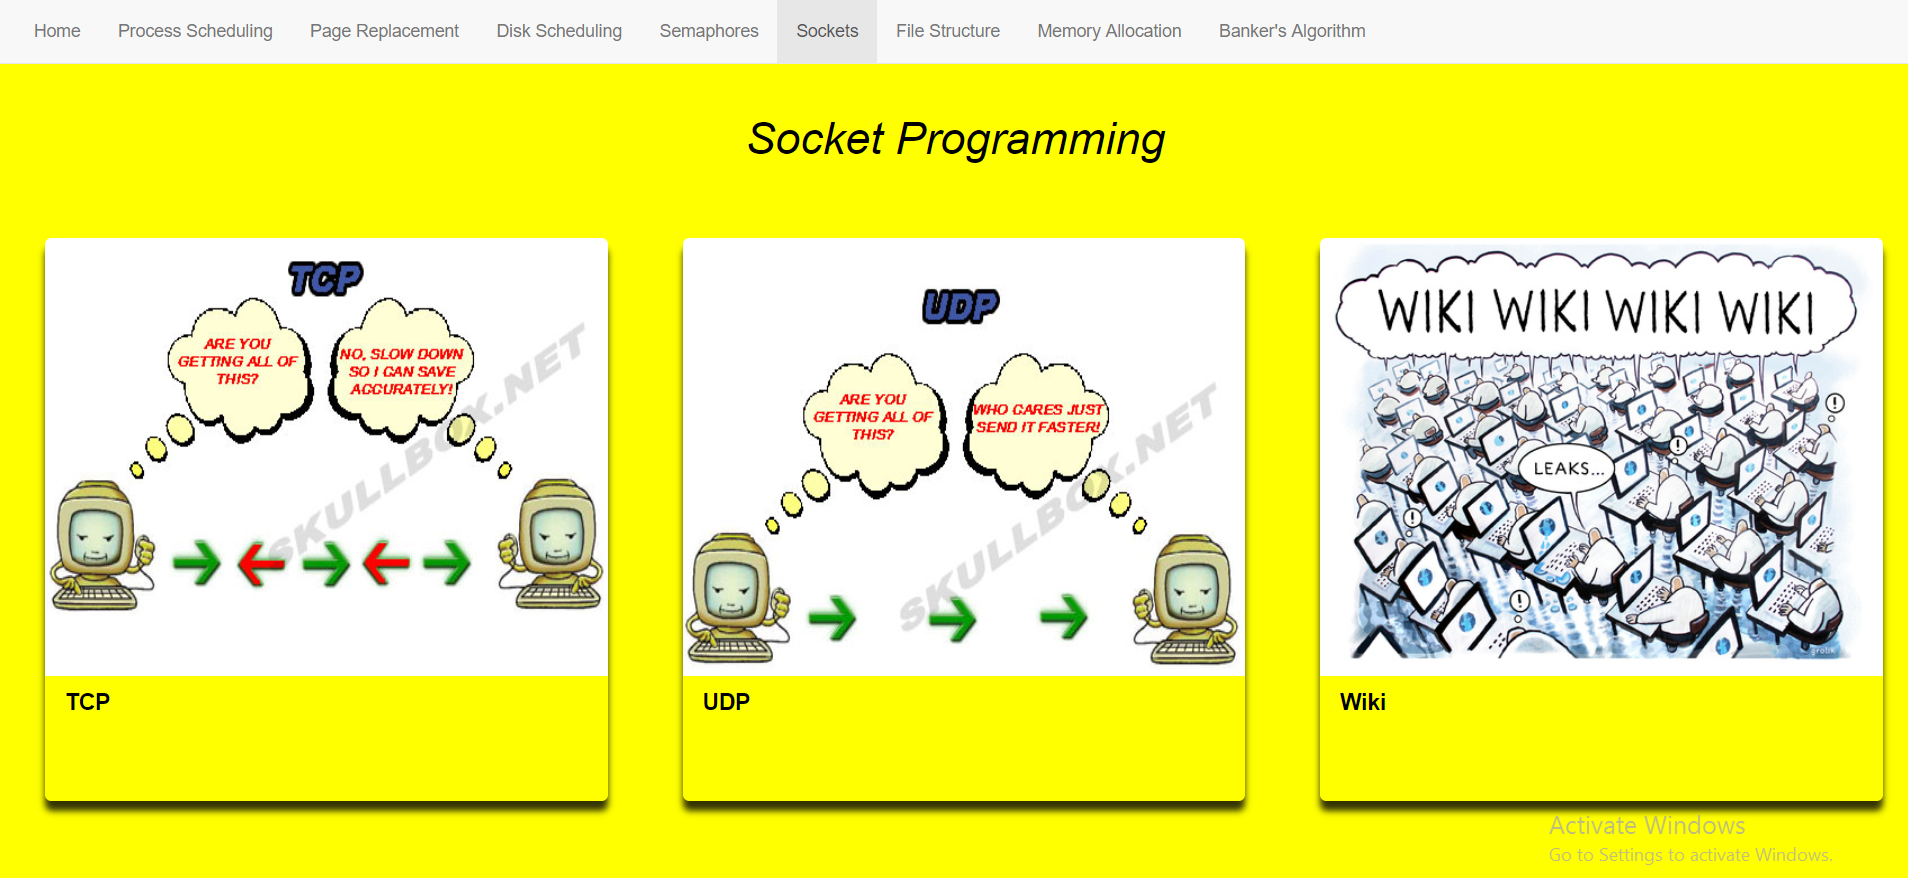 Home Process Scheduling Page Replacement Disk Scheduling Semaphores Sockets File Structure Memory Allocation Banker's Algorithm
Socket Programming
TCP
ARE YOU
GETTING ALL OF
THIS?
NO, SLOW DOWN
SO I CAN SAVE
ACCURATELY!
SKULLBOX.NET
TCP
UDP
ARE YOU
GETTING ALL OF
THIS?
WHO CARES JUST
SEND IT FASTER!
SKULLBOX.NET
UDP
WIKI WIKI WIKI WIKI
!
!
LEAKS...
!
!
grolik
Wiki
Activate Windows
Go to Settings to activate Windows.